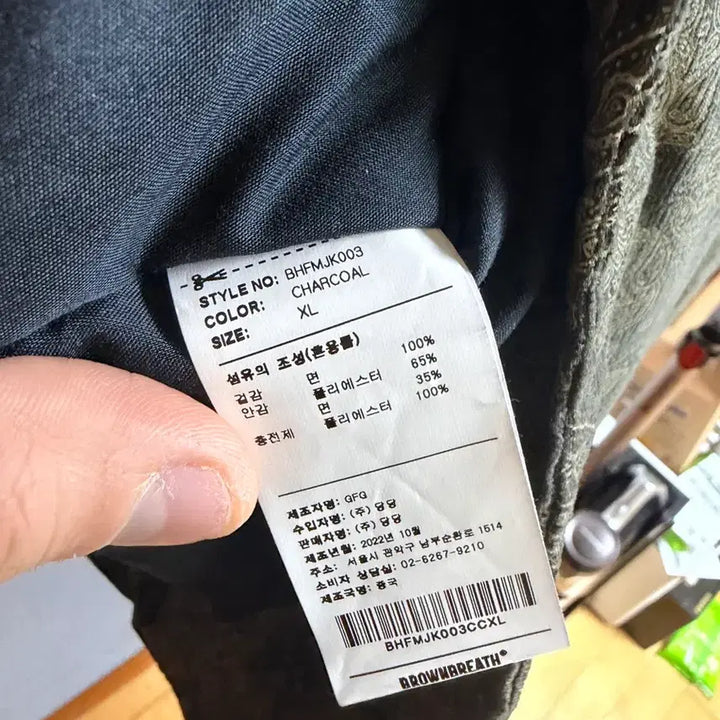 STYLE NO: BHFMJK003
COLOR: CHARCOAL
SIZE: XL
섬유의 조성(혼용률)
겉감 면 100%
안감 폴리에스터 65%
면 35%
충전제 폴리에스터 100%
제조자명: GFG
수입자명: (주) 당당
판매자명: (주) 당당
제조년월: 2022년 10월
주소: 서울시 관악구 남부순환로 1514
소비자 상담실: 02-6267-9210
제조국명: 중국
BHFMJK003CCXL
BROWNBREATH®